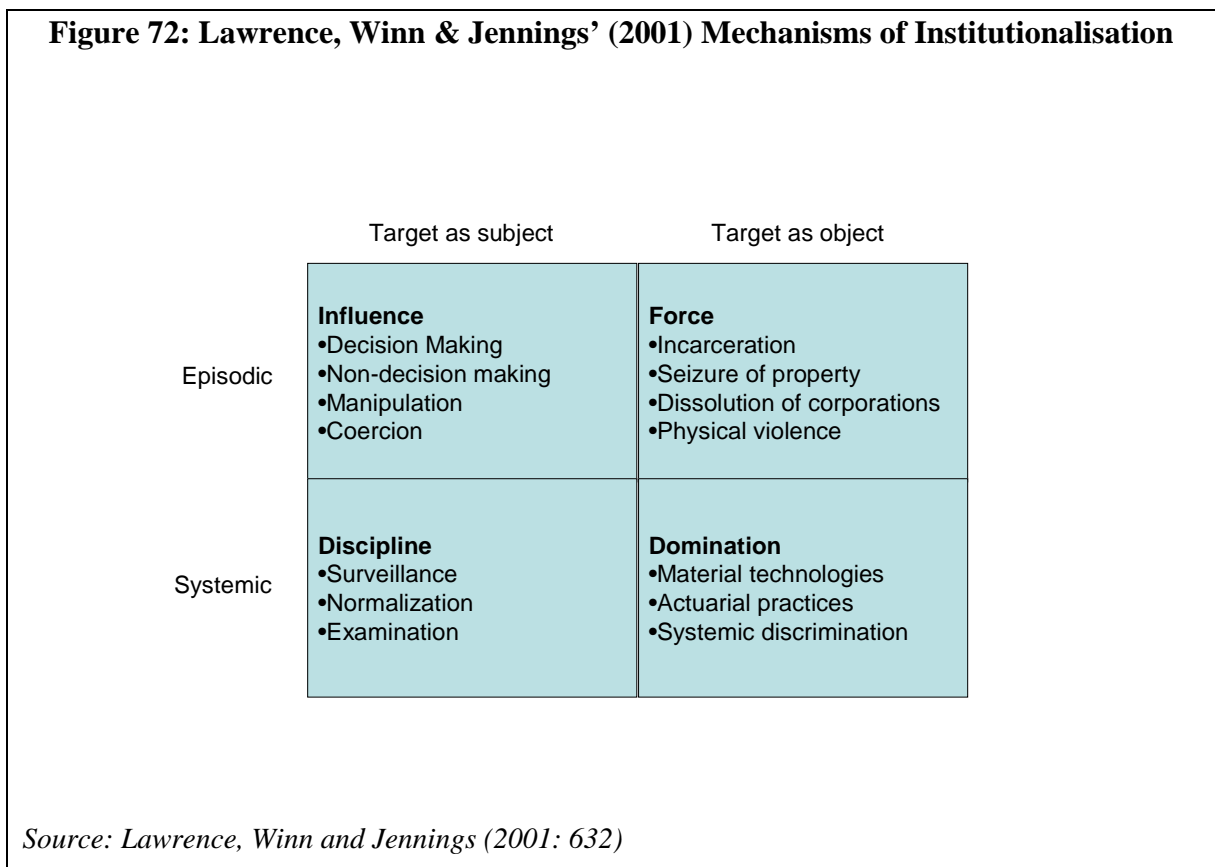 Figure 72: Lawrence, Winn & Jennings’ (2001) Mechanisms of Institutionalisation
Target as subject
Target as object
Episodic
Influence
•Decision Making
•Non-decision making
•Manipulation
•Coercion
Force
•Incarceration
•Seizure of property
•Dissolution of corporations
•Physical violence
Systemic
Discipline
•Surveillance
•Normalization
•Examination
Domination
•Material technologies
•Actuarial practices
•Systemic discrimination
Source: Lawrence, Winn and Jennings (2001: 632)